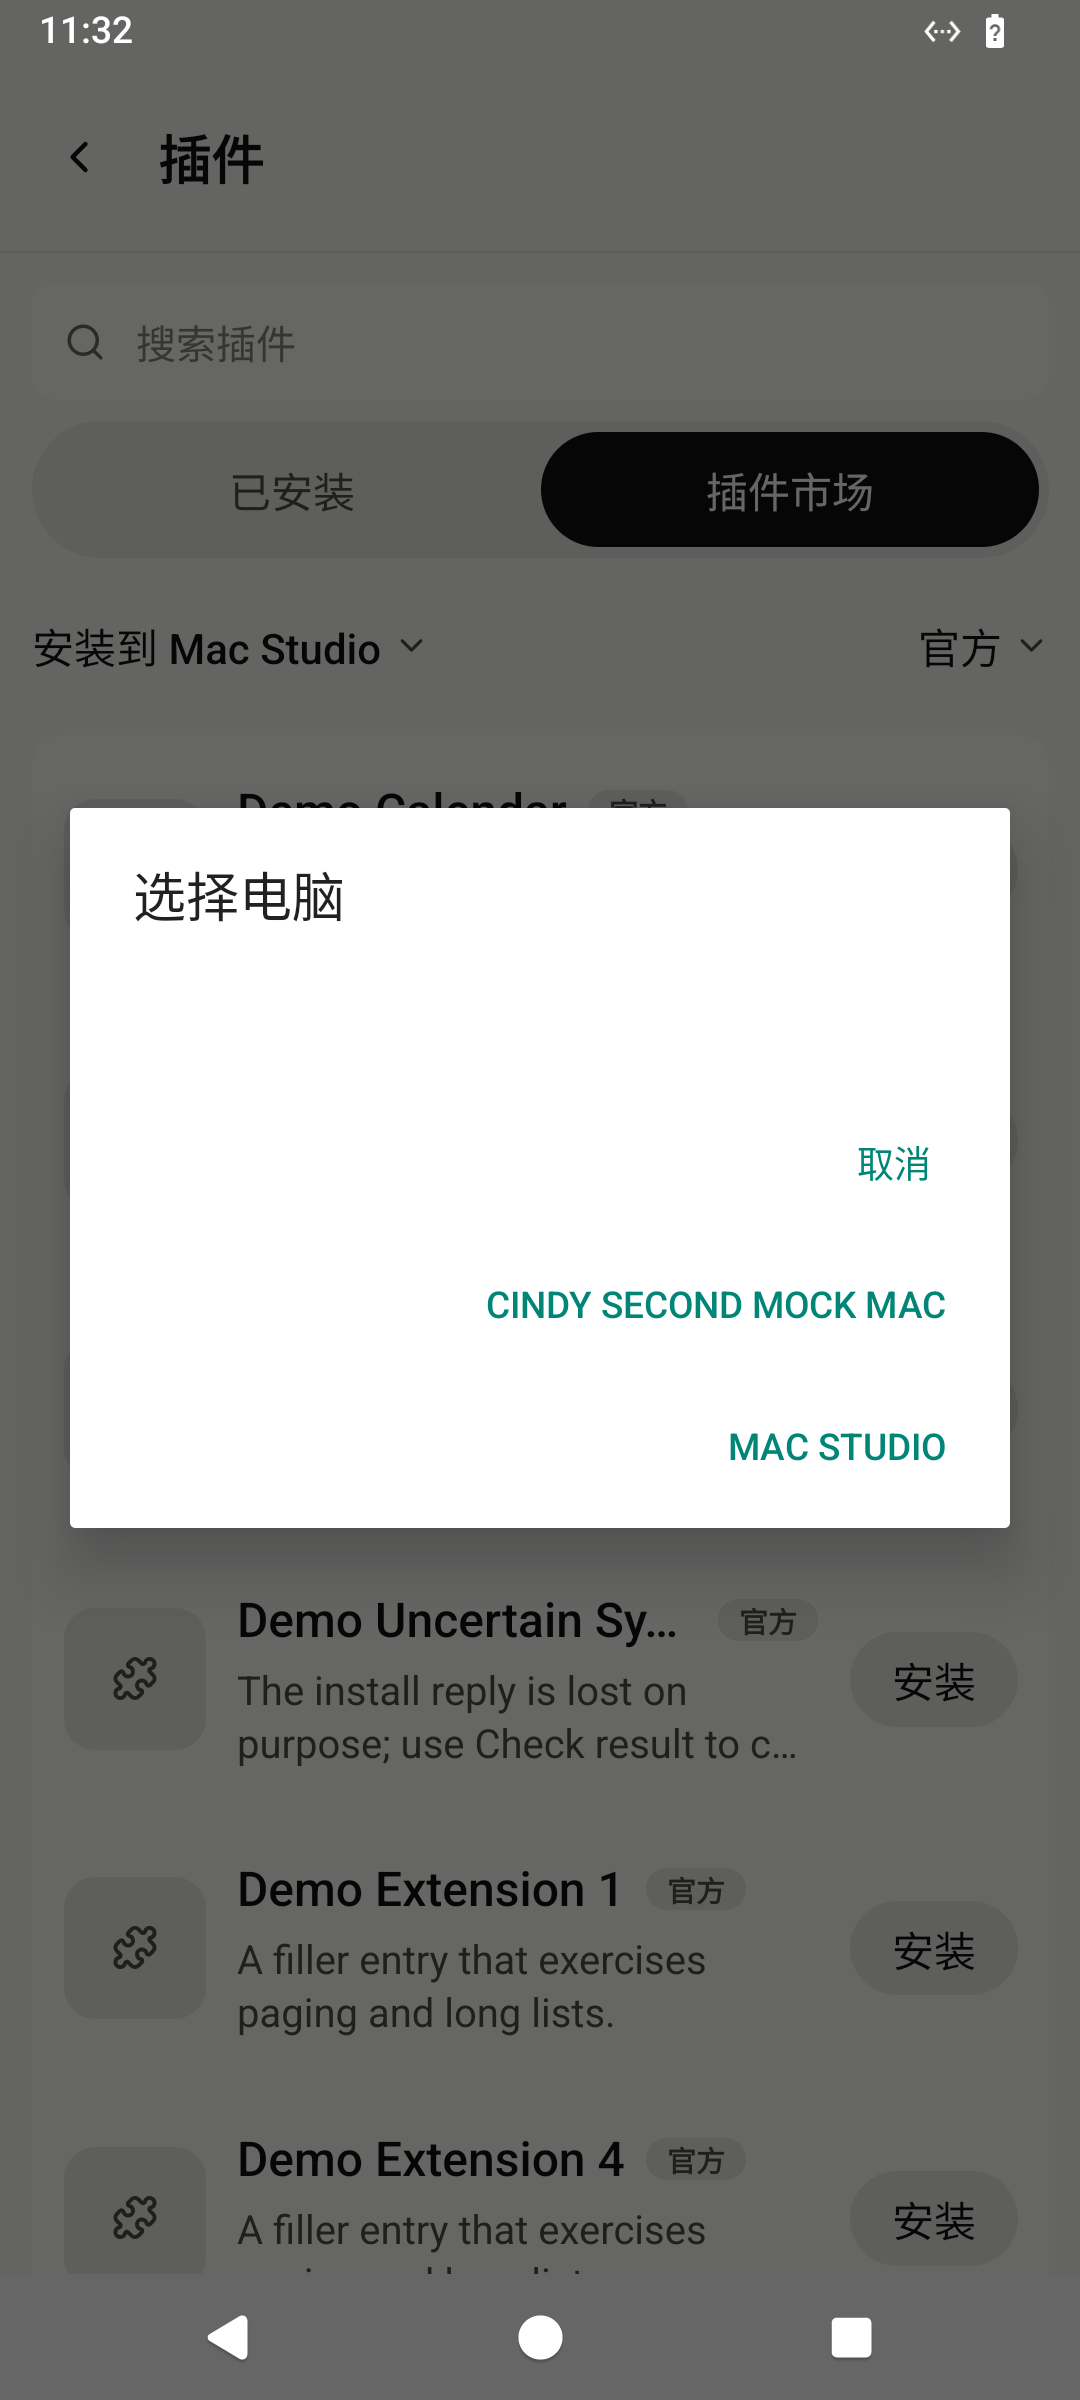 11:32
插件
搜索插件
已安装
插件市场
安装到 Mac Studio
官方
Demo Calendar 官方
选择电脑
取消
CINDY SECOND MOCK MAC
MAC STUDIO
Demo Uncertain Sy... 官方
The install reply is lost on
purpose; use Check result to c...
安装
Demo Extension 1 官方
A filler entry that exercises
paging and long lists.
安装
Demo Extension 4 官方
A filler entry that exercises
安装